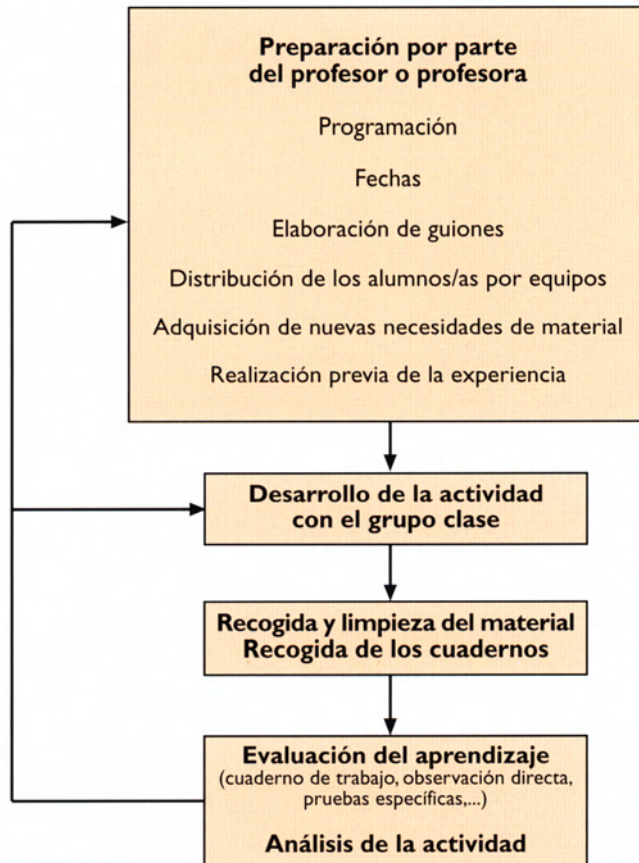 Preparación por parte
del profesor o profesora
Programación
Fechas
Elaboración de guiones
Distribución de los alumnos/as por equipos
Adquisición de nuevas necesidades de material
Realización previa de la experiencia
Desarrollo de la actividad
con el grupo clase
Recogida y limpieza del material
Recogida de los cuadernos
Evaluación del aprendizaje
(cuaderno de trabajo, observación directa,
pruebas específicas,...)
Análisis de la actividad